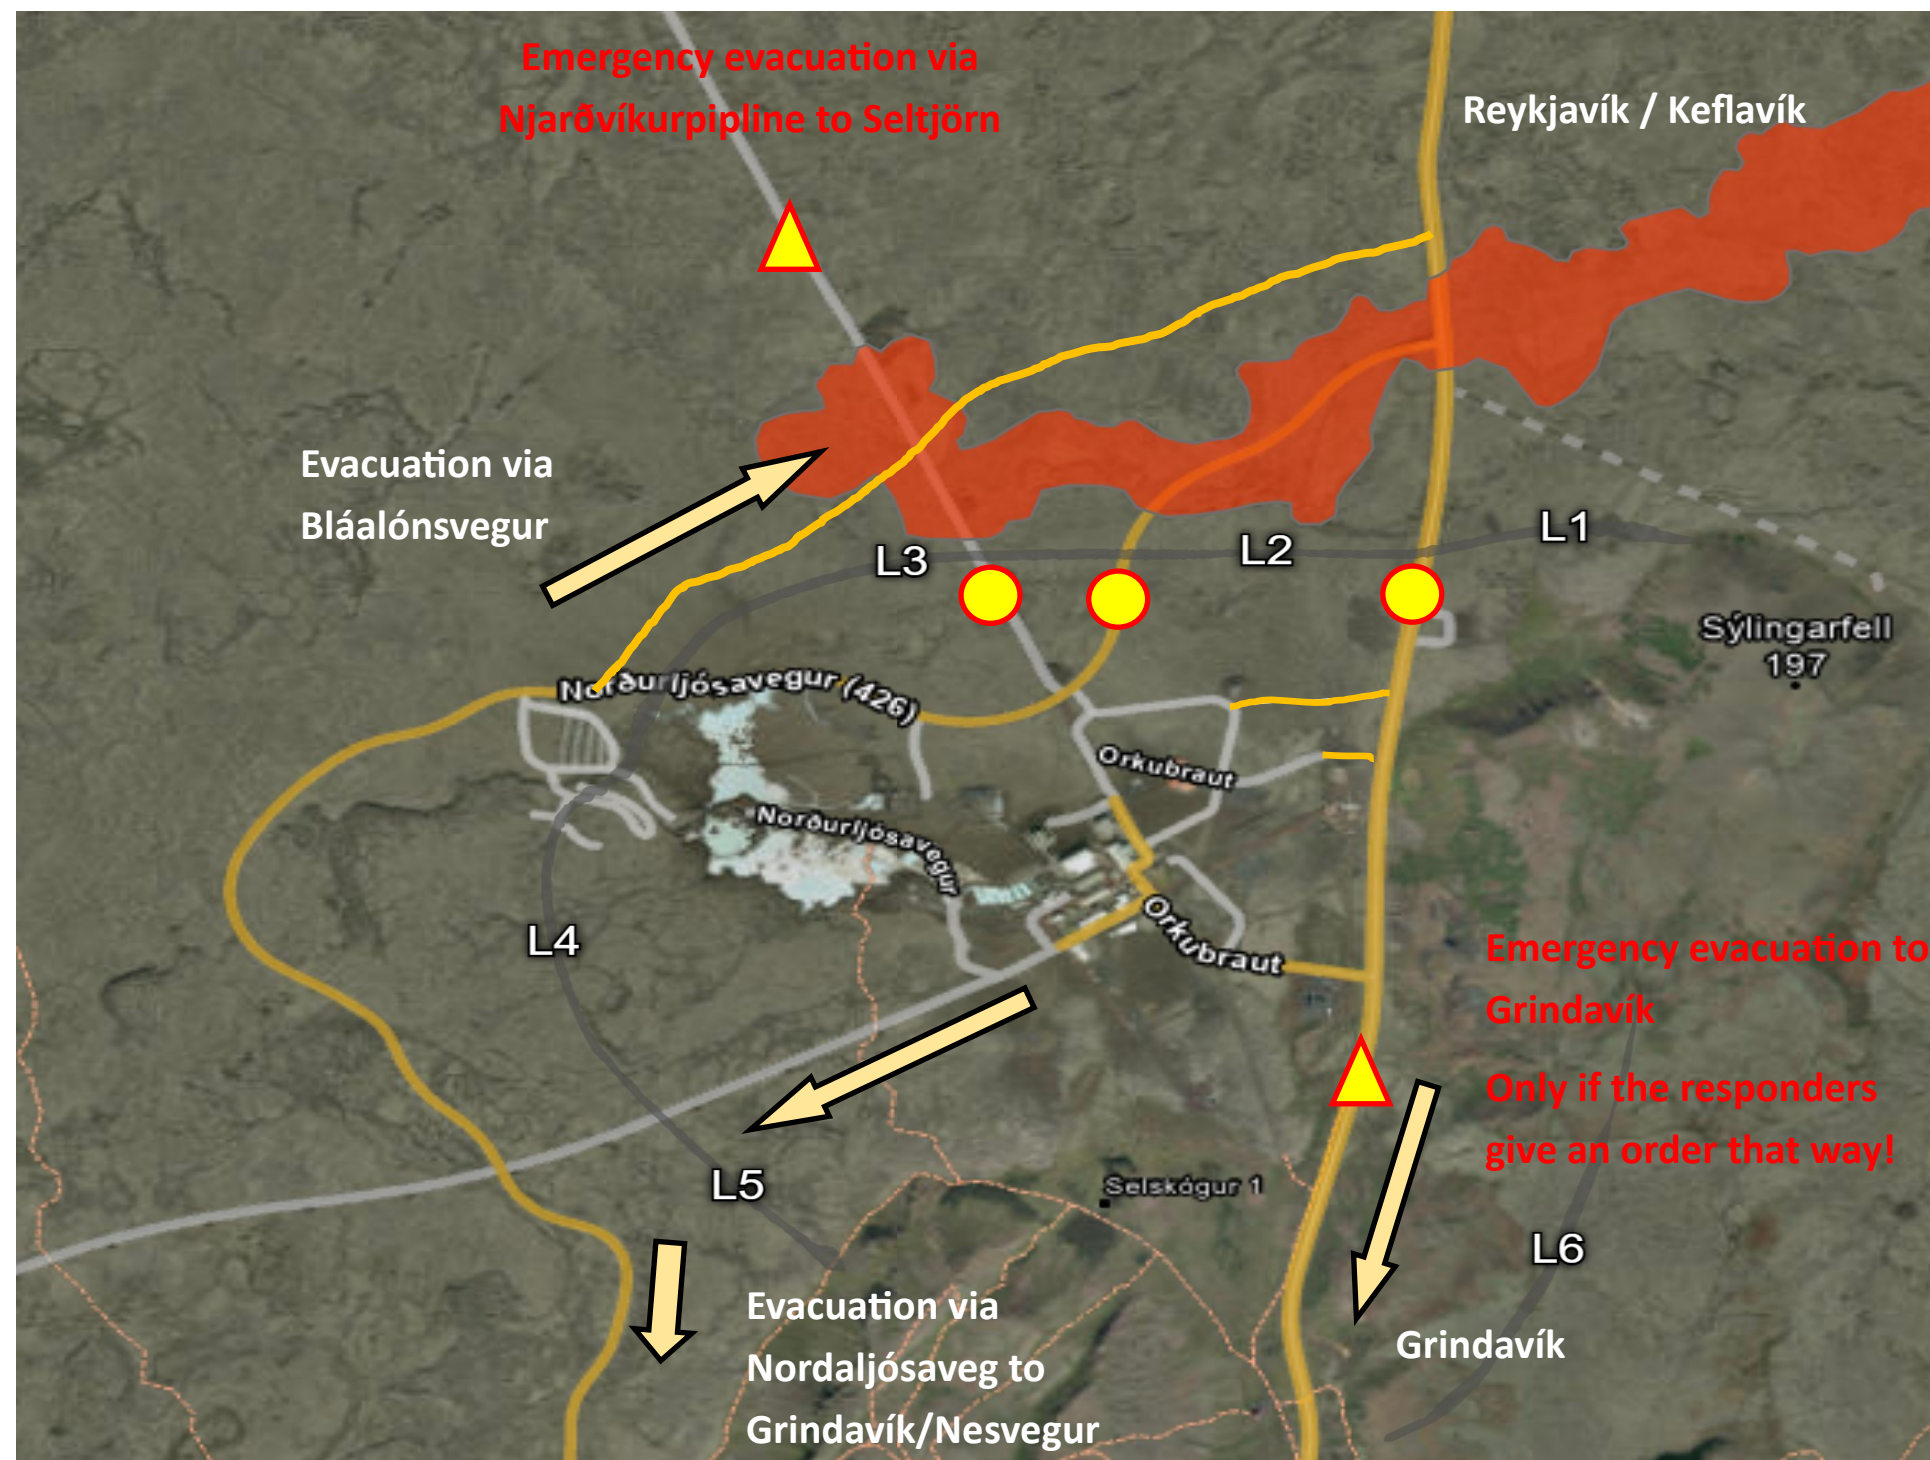 Emergency evacuation via
Njarðvíkurpipline to Seltjörn
Reykjavík / Keflavík
Evacuation via
Bláalónsvegur
L3
L2
L1
Sýlingarfell
197
Norðurljósavegur (426)
Orkubraut
Norðurljósavegur
Orkubraut
L4
Emergency evacuation to
Grindavík
Only if the responders
give an order that way!
L5
Selskógur 1
L6
Evacuation via
Nordaljósaveg to
Grindavík/Nesvegur
Grindavík